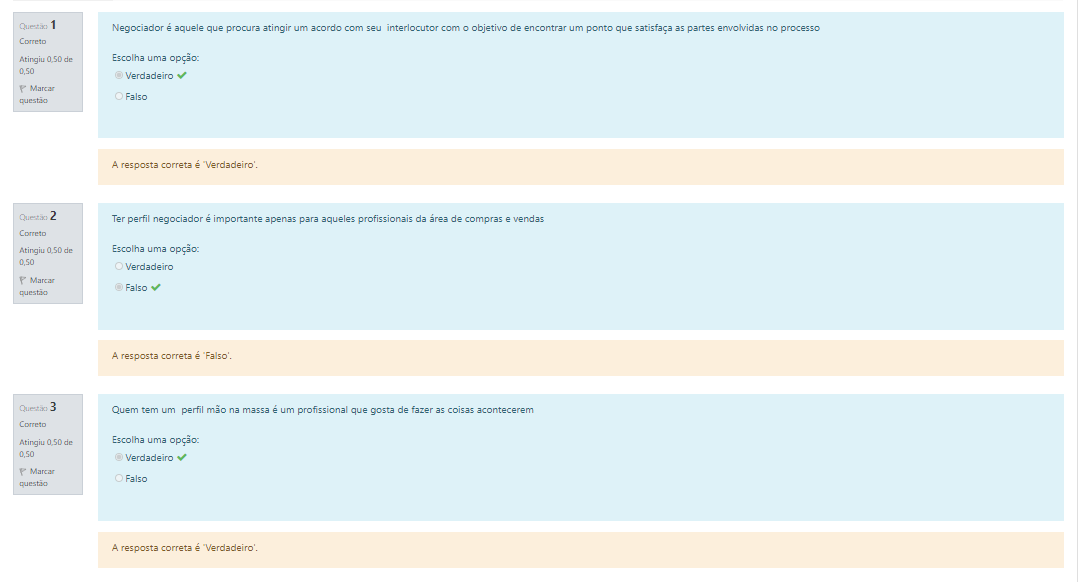 Questão 1
Correto
Atingiu 0,50 de
0,50
Marcar
questão
Negociador é aquele que procura atingir um acordo com seu interlocutor com o objetivo de encontrar um ponto que satisfaça as partes envolvidas no processo
Escolha uma opção:
Verdadeiro
Falso
A resposta correta é 'Verdadeiro'.
Questão 2
Correto
Atingiu 0,50 de
0,50
Marcar
questão
Ter perfil negociador é importante apenas para aqueles profissionais da área de compras e vendas
Escolha uma opção:
Verdadeiro
Falso
A resposta correta é 'Falso'.
Questão 3
Correto
Atingiu 0,50 de
0,50
Marcar
questão
Quem tem um perfil mão na massa é um profissional que gosta de fazer as coisas acontecerem
Escolha uma opção:
Verdadeiro
Falso
A resposta correta é 'Verdadeiro'.